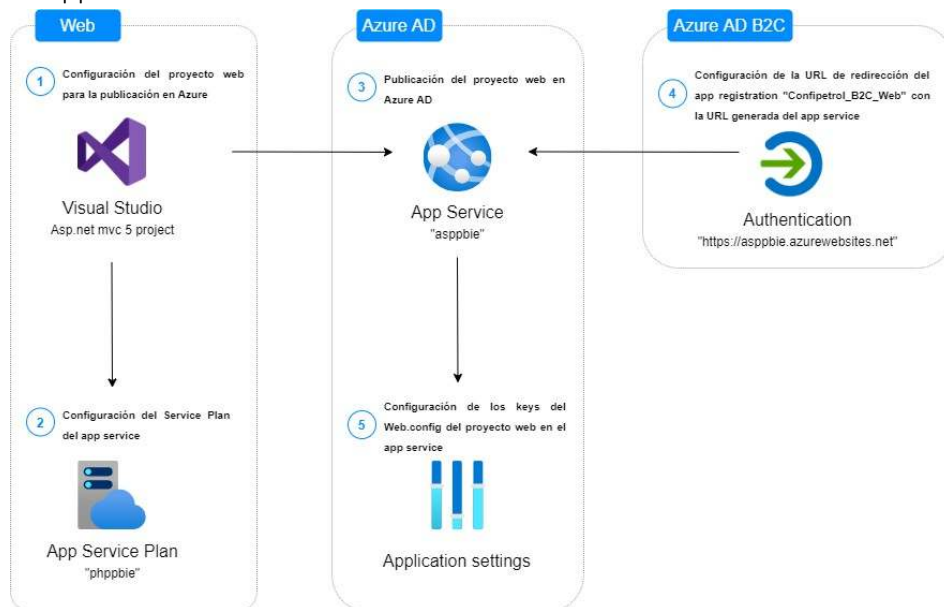 Web
1
Configuración del proyecto web
para la publicación en Azure
Visual Studio
Asp.net mvc 5 project
2
Configuración del Service Plan
del app service
App Service Plan
"phppbie"
Azure AD
3
Publicación del proyecto web en
Azure AD
App Service
"asppbie"
5
Configuración de los keys del
Web.config del proyecto web en el
app service
Application settings
Azure AD B2C
4
Configuración de la URL de redirección del
app registration "Confipetrol_B2C_Web" con
la URL generada del app service
Authentication
"https://asppbie.azurewebsites.net"